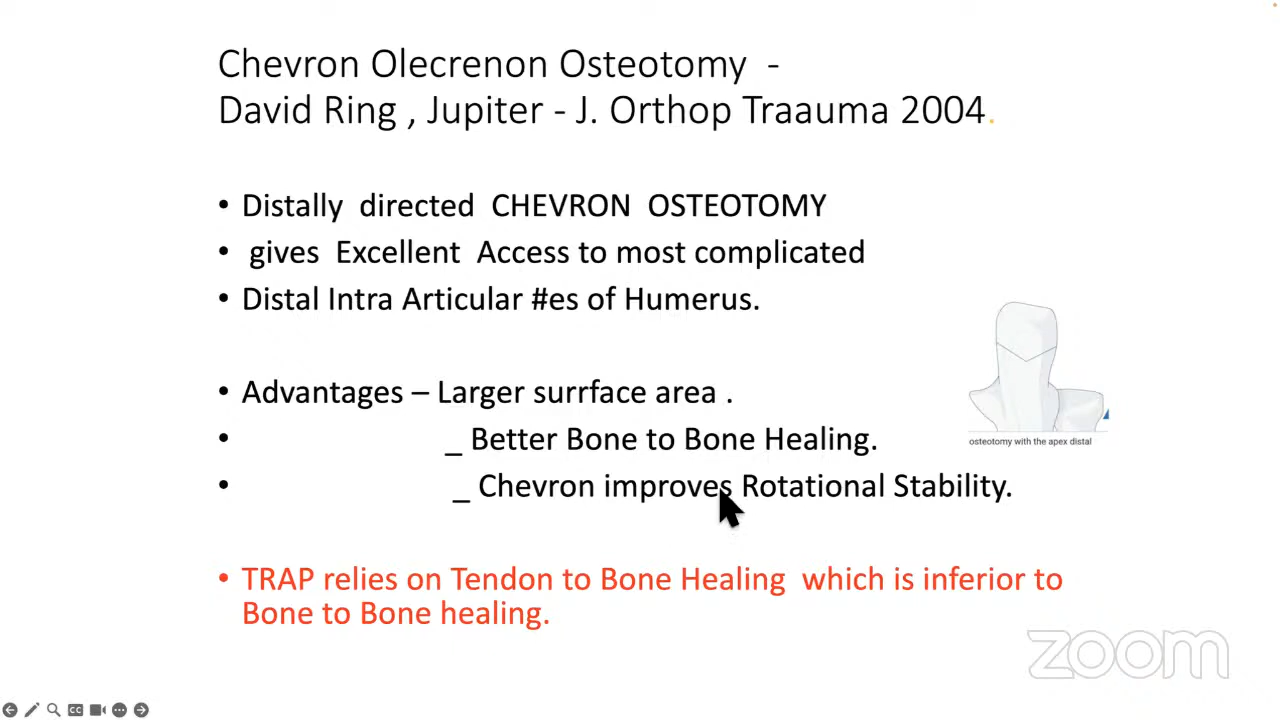 Chevron Olecrenon Osteotomy -
David Ring , Jupiter - J. Orthop Traauma 2004.
• Distally directed CHEVRON OSTEOTOMY
• gives Excellent Access to most complicated
• Distal Intra Articular #es of Humerus.
• Advantages – Larger surrface area .
• _ Better Bone to Bone Healing.
• _ Chevron improves Rotational Stability.
osteotomy with the apex distal
• TRAP relies on Tendon to Bone Healing which is inferior to
Bone to Bone healing.
zoom